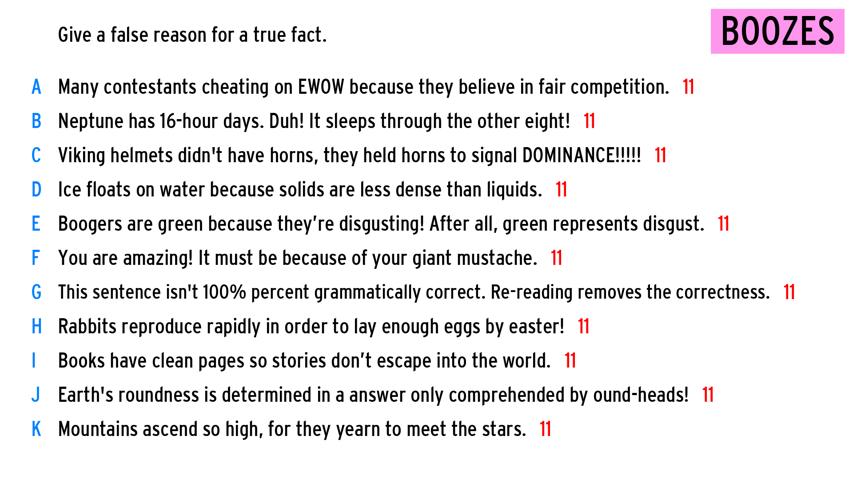 Give a false reason for a true fact.
BOOZES
A Many contestants cheating on EWOW because they believe in fair competition. 11
B Neptune has 16-hour days. Duh! It sleeps through the other eight! 11
C Viking helmets didn't have horns, they held horns to signal DOMINANCE!!!!! 11
D Ice floats on water because solids are less dense than liquids. 11
E Boogers are green because they’re disgusting! After all, green represents disgust. 11
F You are amazing! It must be because of your giant mustache. 11
G This sentence isn't 100% percent grammatically correct. Re-reading removes the correctness. 11
H Rabbits reproduce rapidly in order to lay enough eggs by easter! 11
I Books have clean pages so stories don’t escape into the world. 11
J Earth's roundness is determined in a answer only comprehended by ound-heads! 11
K Mountains ascend so high, for they yearn to meet the stars. 11